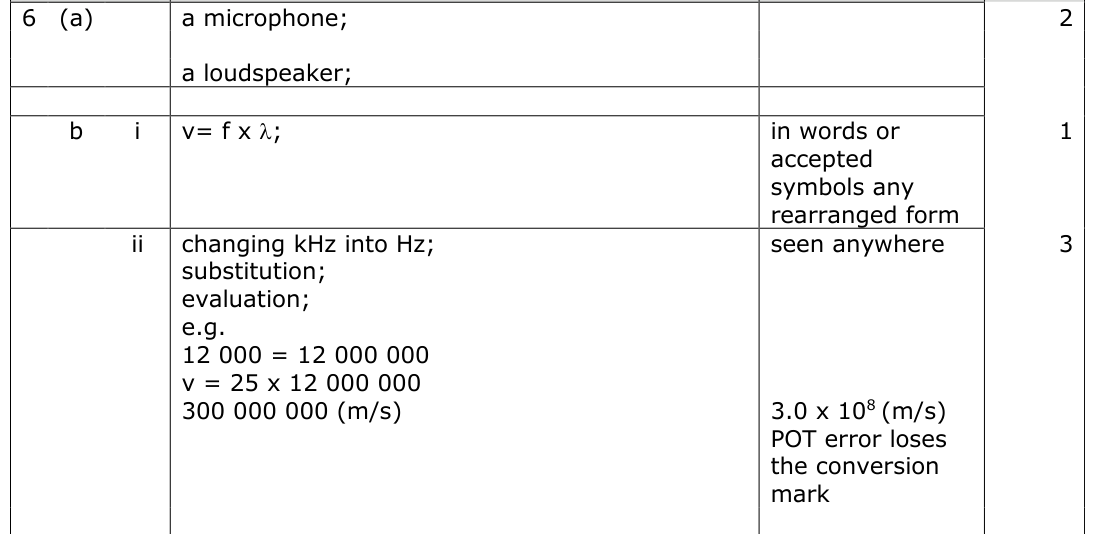 6 (a) a microphone; 2
a loudspeaker;
b i v= f x λ; in words or 1
accepted
symbols any
rearranged form
ii changing kHz into Hz; seen anywhere 3
substitution;
evaluation;
e.g.
12 000 = 12 000 000
v = 25 x 12 000 000
300 000 000 (m/s) 3.0 x 10⁸ (m/s)
POT error loses
the conversion
mark